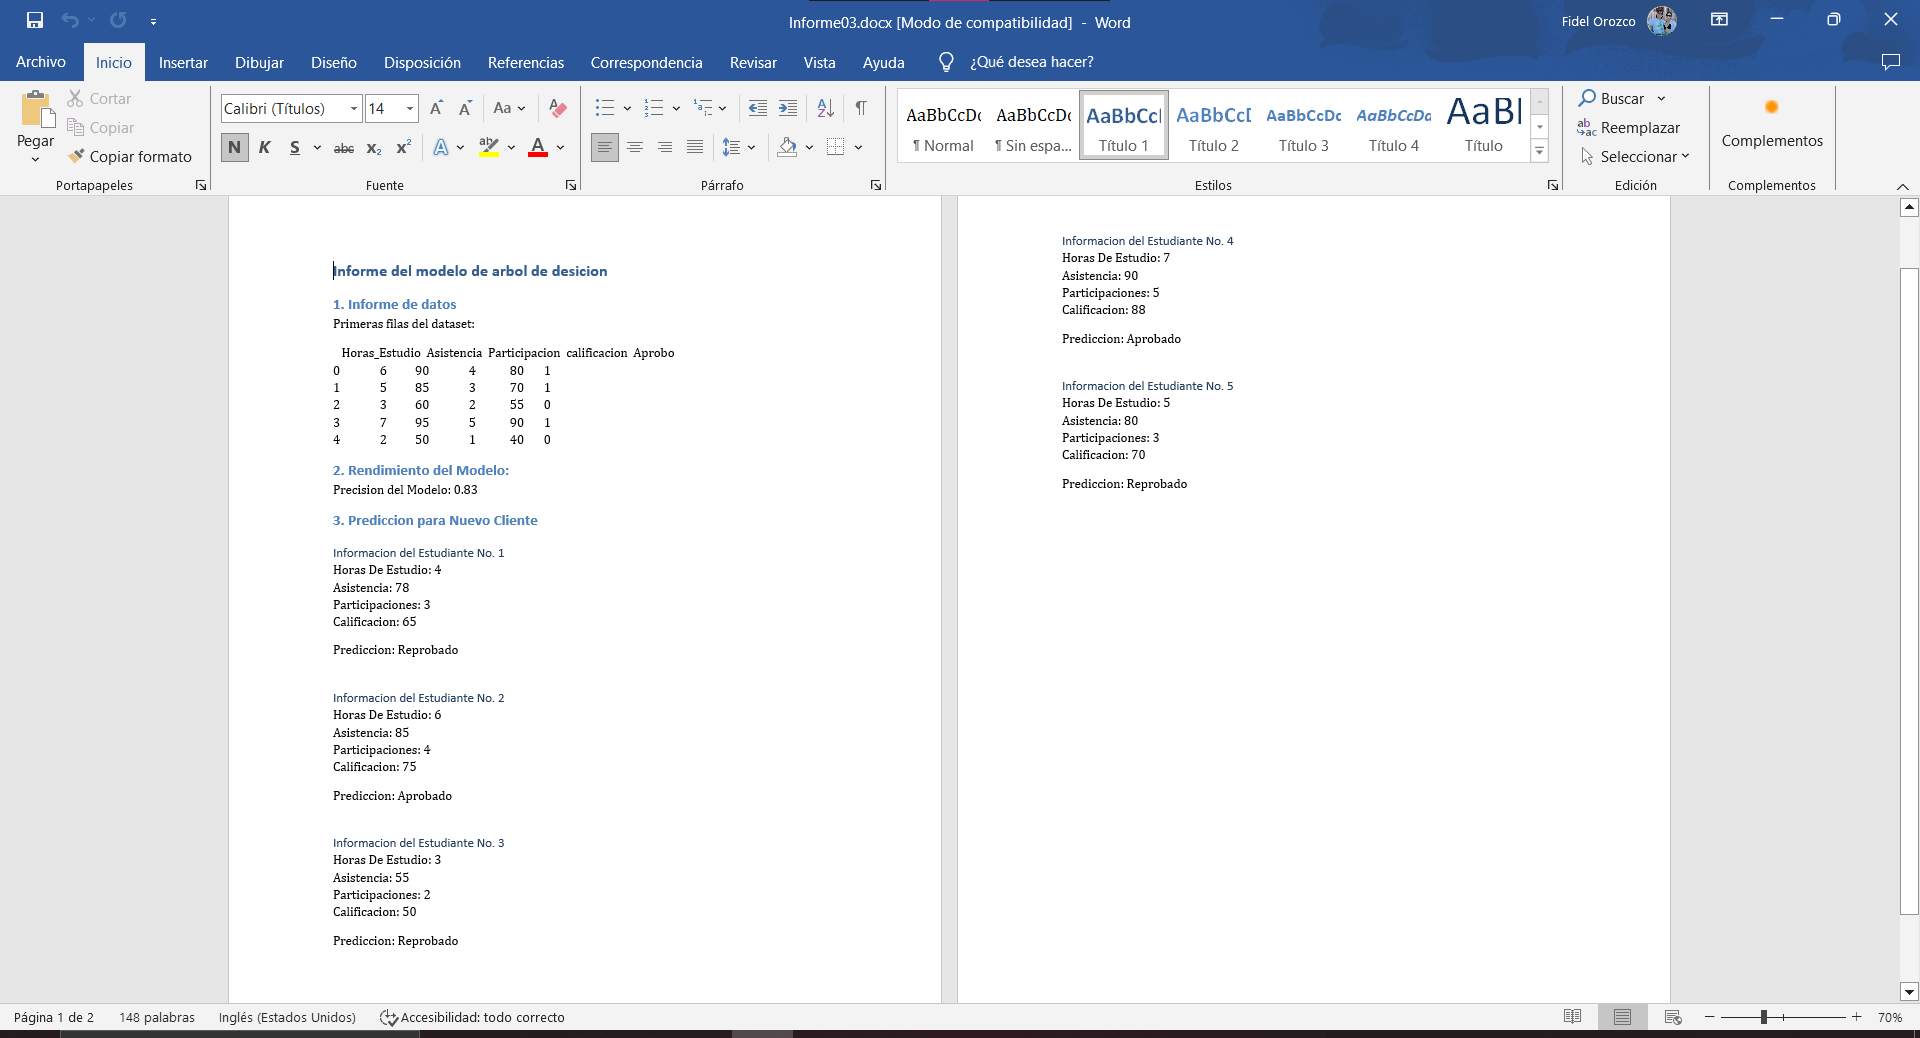 Informe03.docx [Modo de compatibilidad] - Word
Fidel Orozco
Archivo Inicio Insertar Dibujar Diseño Disposición Referencias Correspondencia Revisar Vista Ayuda ¿Qué desea hacer?
Pegar
Cortar
Copiar
Copiar formato
Portapapeles
Calibri (Títulos) 14
Aa
N K S abc x₂ x² A ab A
Fuente
Párrafo
AaBbCcDc AaBbCcDc AaBbCcI AaBbCcI AaBbCcDc AaBbCcDc AaBI
¶ Normal ¶ Sin espa... Título 1 Título 2 Título 3 Título 4 Título
Estilos
Buscar
Reemplazar
Seleccionar
Edición
Complementos
Complementos
Informe del modelo de arbol de desicion
1. Informe de datos
Primeras filas del dataset:
Horas_Estudio Asistencia Participacion calificacion Aprobo
0 6 90 4 80 1
1 5 85 3 70 1
2 3 60 2 55 0
3 7 95 5 90 1
4 2 50 1 40 0
2. Rendimiento del Modelo:
Precision del Modelo: 0.83
3. Prediccion para Nuevo Cliente
Informacion del Estudiante No. 1
Horas De Estudio: 4
Asistencia: 78
Participaciones: 3
Calificacion: 65
Prediccion: Reprobado
Informacion del Estudiante No. 2
Horas De Estudio: 6
Asistencia: 85
Participaciones: 4
Calificacion: 75
Prediccion: Aprobado
Informacion del Estudiante No. 3
Horas De Estudio: 3
Asistencia: 55
Participaciones: 2
Calificacion: 50
Prediccion: Reprobado
Informacion del Estudiante No. 4
Horas De Estudio: 7
Asistencia: 90
Participaciones: 5
Calificacion: 88
Prediccion: Aprobado
Informacion del Estudiante No. 5
Horas De Estudio: 5
Asistencia: 80
Participaciones: 3
Calificacion: 70
Prediccion: Reprobado
Página 1 de 2 148 palabras Inglés (Estados Unidos) Accesibilidad: todo correcto 70%